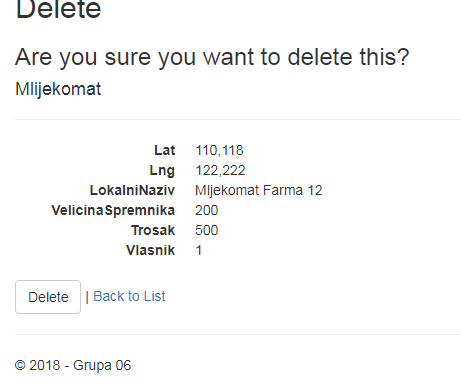 Delete
Are you sure you want to delete this?
Mlijekomat
Lat 110,118
Lng 122,222
LokalniNaziv Mljekomat Farma 12
VelicinaSpremnika 200
Trosak 500
Vlasnik 1
Delete | Back to List
© 2018 - Grupa 06